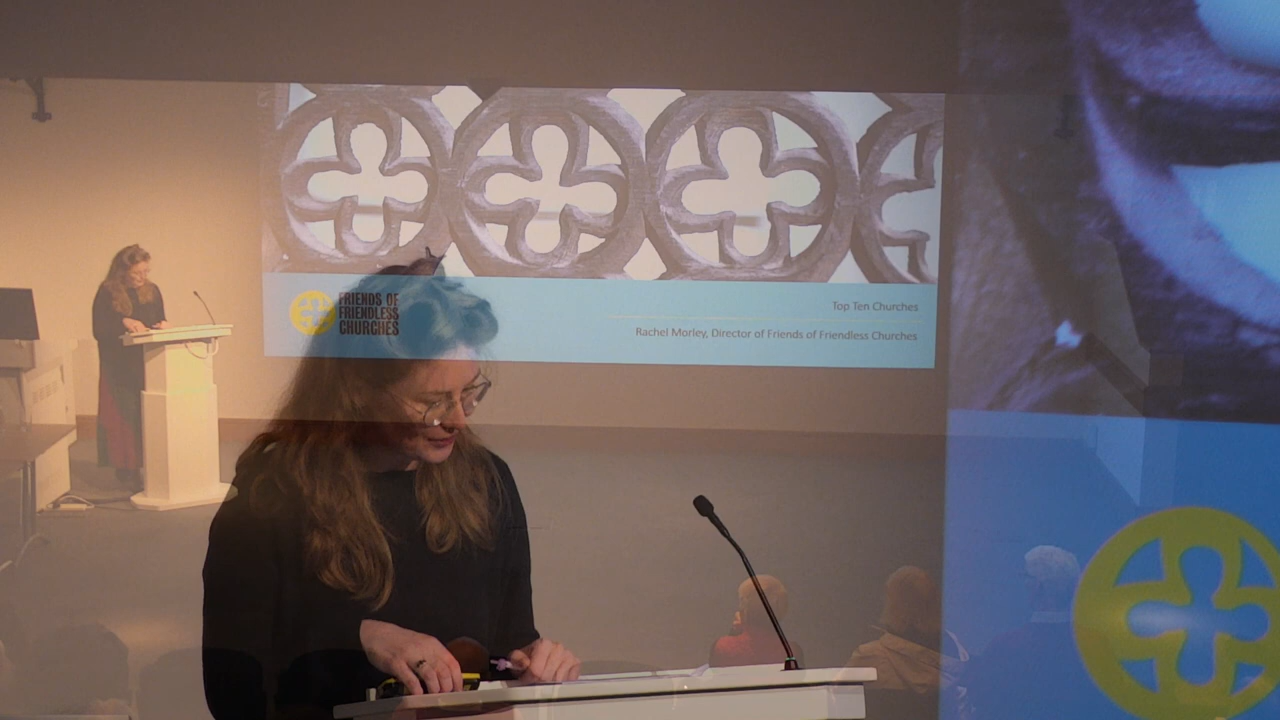 FRIENDS OF
FRIENDLESS
CHURCHES
Top Ten Churches
Rachel Morley, Director of Friends of Friendless Churches